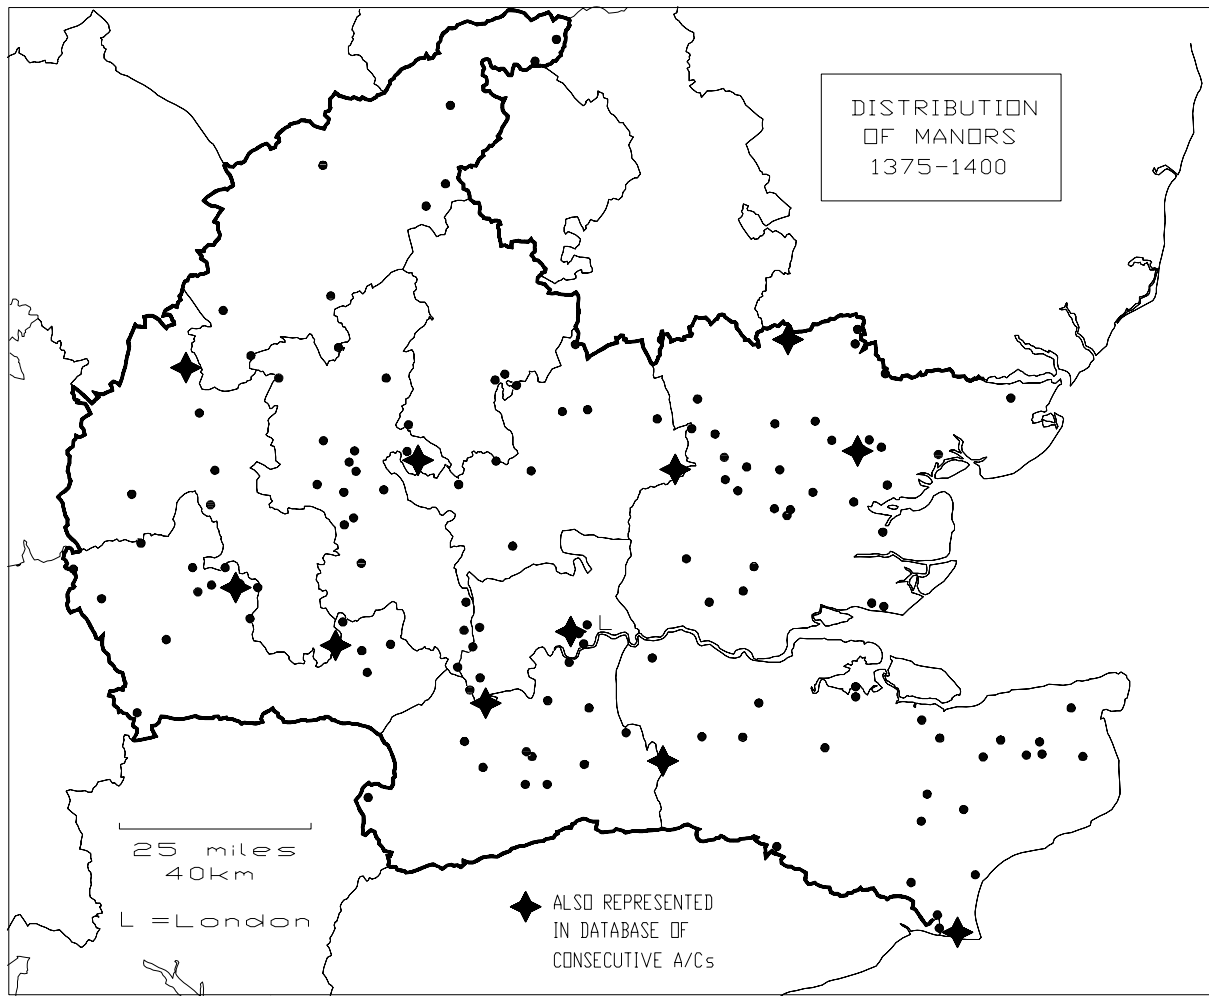 DISTRIBUTION
OF MANORS
1375-1400
L
25 miles
40km
L =London
ALSO REPRESENTED
IN DATABASE OF
CONSECUTIVE A/Cs